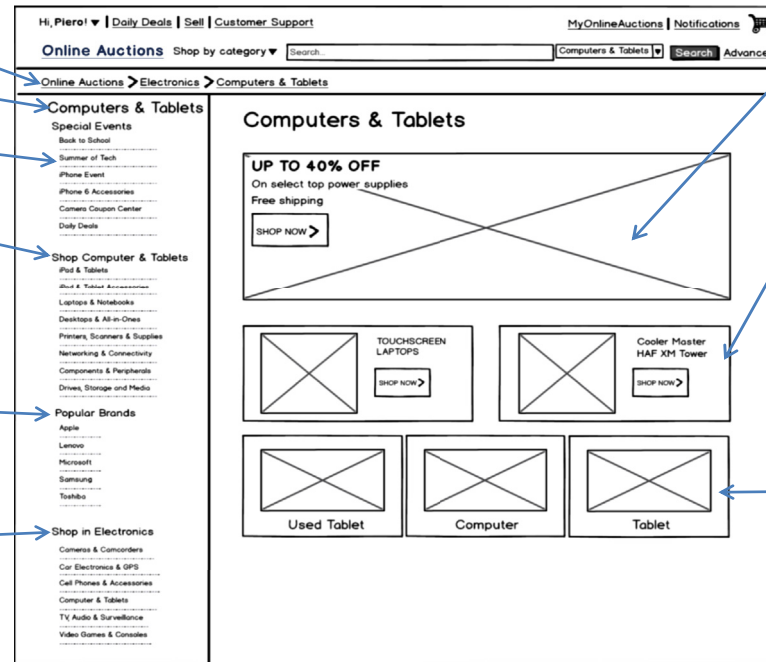 Hi, Piero! ▼ | Daily Deals | Sell | Customer Support
MyOnlineAuctions | Notifications
Online Auctions Shop by category ▼ Search... Computers & Tablets ▼ Search Advance
Online Auctions > Electronics > Computers & Tablets
Computers & Tablets
Special Events
Back to School
Summer of Tech
iPhone Event
iPhone 6 Accessories
Camera Coupon Center
Daily Deals
Shop Computer & Tablets
iPad & Tablets
iPad & Tablet Accessories
Laptops & Notebooks
Desktops & All-in-Ones
Printers, Scanners & Supplies
Networking & Connectivity
Components & Peripherals
Drives, Storage and Media
Popular Brands
Apple
Lenovo
Microsoft
Samsung
Toshiba
Shop in Electronics
Cameras & Camcorders
Car Electronics & GPS
Cell Phones & Accessories
Computer & Tablets
TV, Audio & Surveillance
Video Games & Consoles
Computers & Tablets
UP TO 40% OFF
On select top power supplies
Free shipping
SHOP NOW >
TOUCHSCREEN
LAPTOPS
SHOP NOW >
Cooler Master
HAF XM Tower
SHOP NOW >
Used Tablet
Computer
Tablet